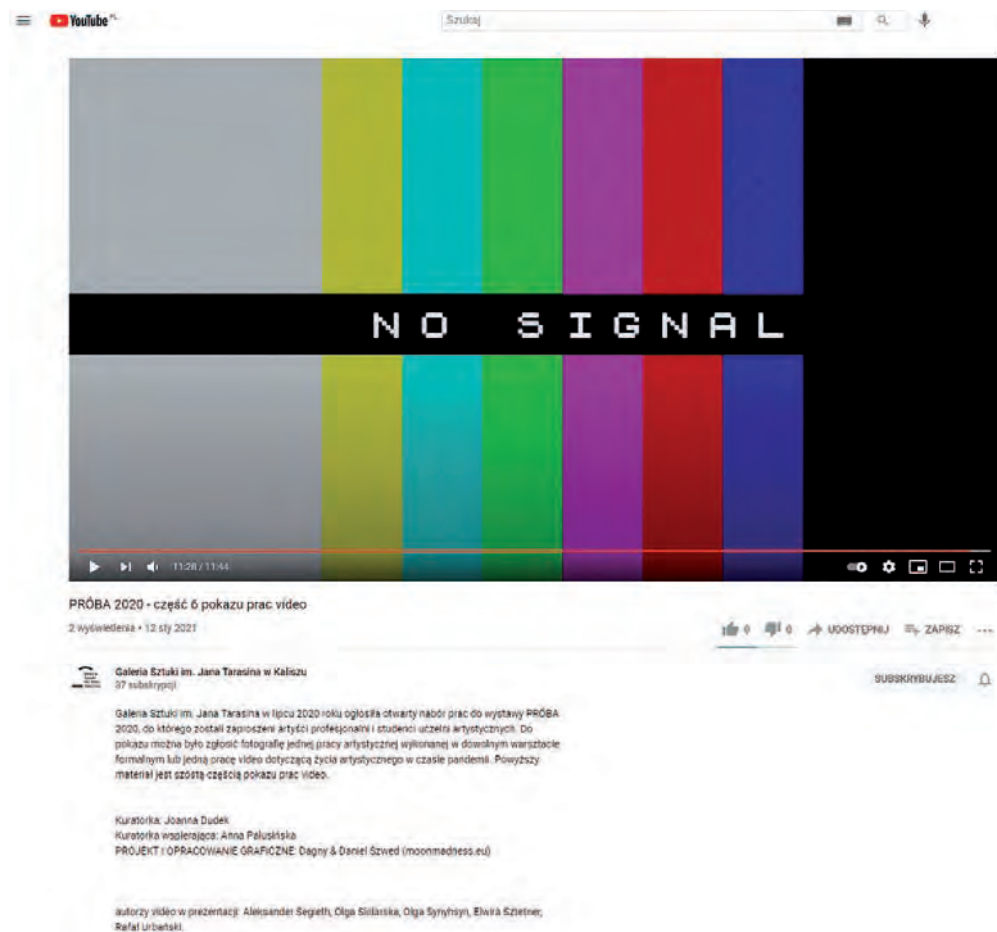 YouTube PL
Szukaj
NO SIGNAL
11:28 / 11:44
PRÓBA 2020 - część 6 pokazu prac video
2 wyświetlenia • 12 sty 2021
0 0 UDOSTĘPNIJ ZAPISZ ...
Galeria Sztuki im. Jana Tarasina w Kaliszu
37 subskrypcji
SUBSKRYBUJESZ
Galeria Sztuki im. Jana Tarasina w lipcu 2020 roku ogłosiła otwarty nabór prac do wystawy PRÓBA
2020, do którego zostali zaproszeni artyści profesjonalni i studenci uczelni artystycznych. Do
pokazu można było zgłosić fotografię jednej pracy artystycznej wykonanej w dowolnym warsztacie
formalnym lub jedną pracę video dotyczącą życia artystycznego w czasie pandemii. Powyższy
materiał jest szóstą częścią pokazu prac video.
Kuratorka: Joanna Dudek
Kuratorka wspierająca: Anna Palusińska
PROJEKT I OPRACOWANIE GRAFICZNE: Dagny & Daniel Szwed (moonmadness.eu)
autorzy video w prezentacji: Aleksander Segieth, Olga Olga Synyhsyn, Elwira Sztetner,
Rafał Urbański.